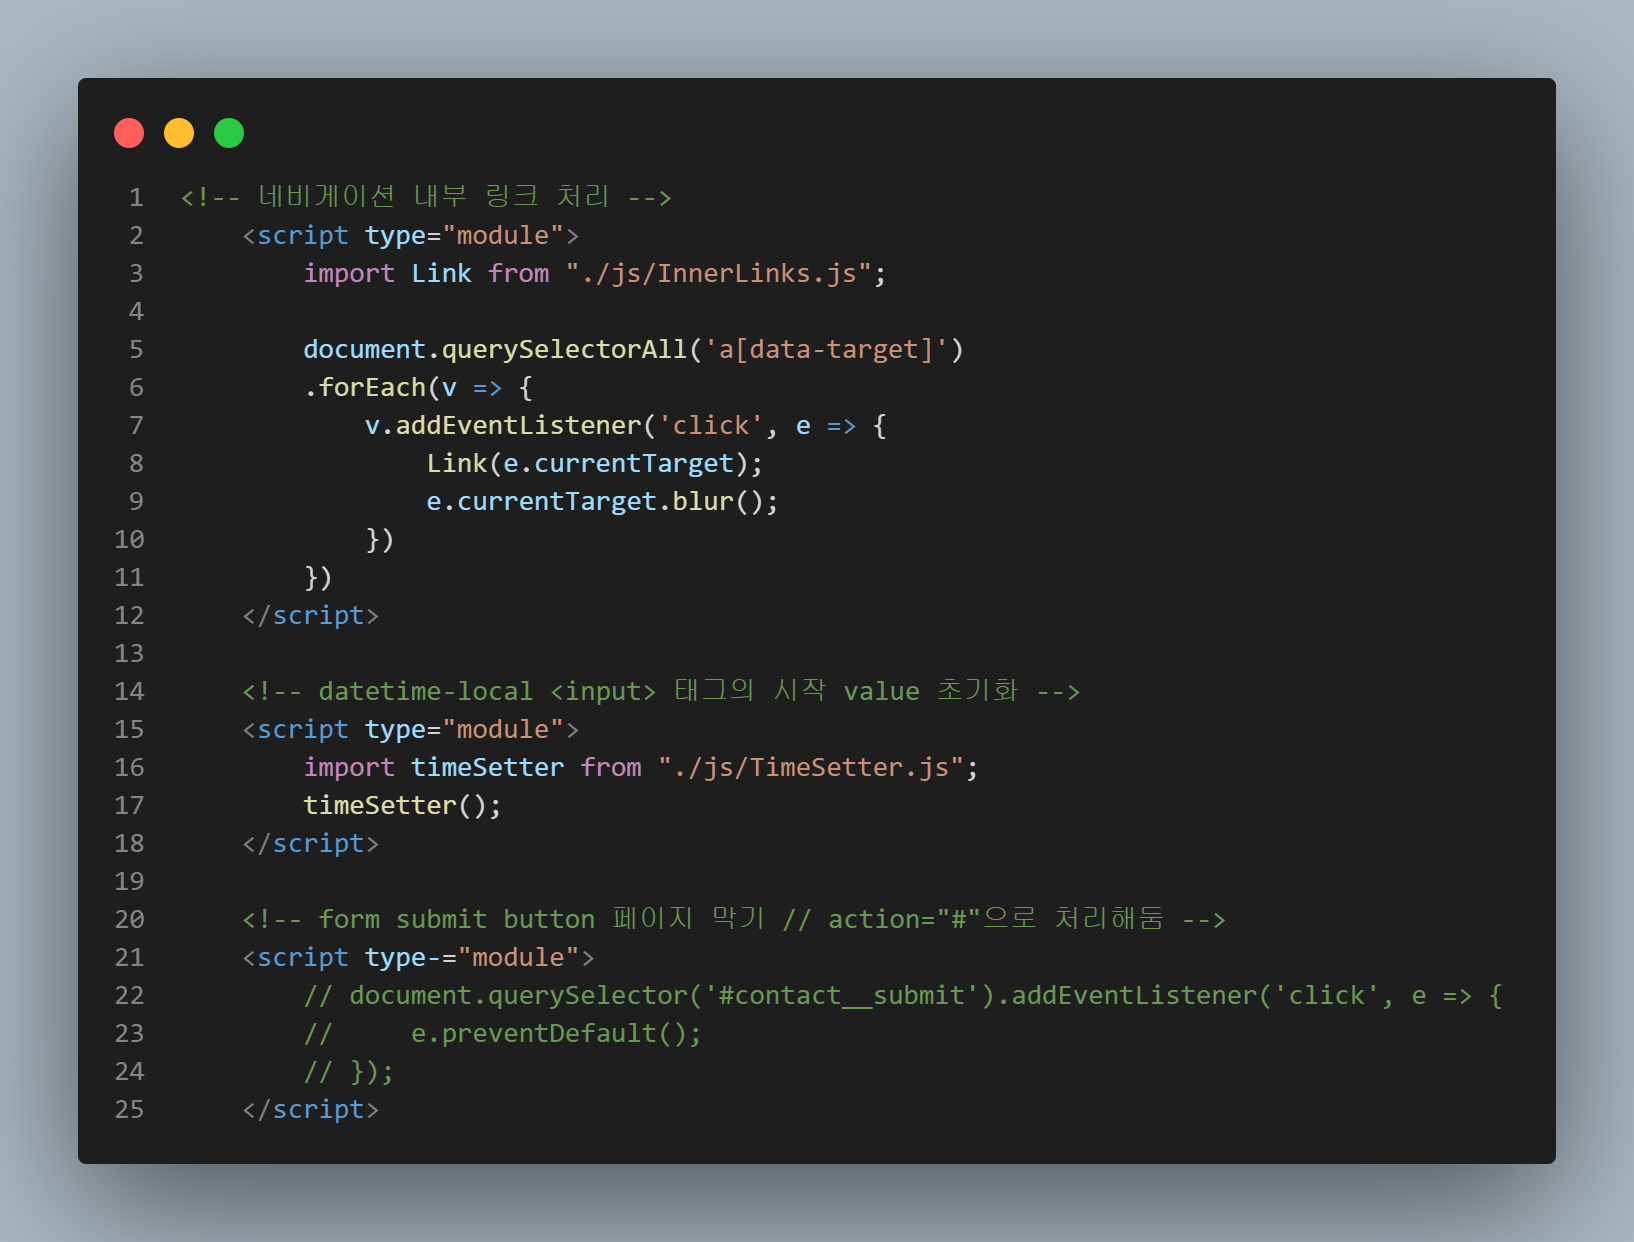 1 <!-- 네비게이션 내부 링크 처리 -->
2     <script type="module">
3         import Link from "./js/InnerLinks.js";
4
5         document.querySelectorAll('a[data-target]')
6         .forEach(v => {
7             v.addEventListener('click', e => {
8                 Link(e.currentTarget);
9                 e.currentTarget.blur();
10             })
11         })
12     </script>
13
14     <!-- datetime-local <input> 태그의 시작 value 초기화 -->
15     <script type="module">
16         import timeSetter from "./js/TimeSetter.js";
17         timeSetter();
18     </script>
19
20     <!-- form submit button 페이지 막기 // action="#"으로 처리해둠 -->
21     <script type-="module">
22         // document.querySelector('#contact__submit').addEventListener('click', e => {
23         //     e.preventDefault();
24         // });
25     </script>